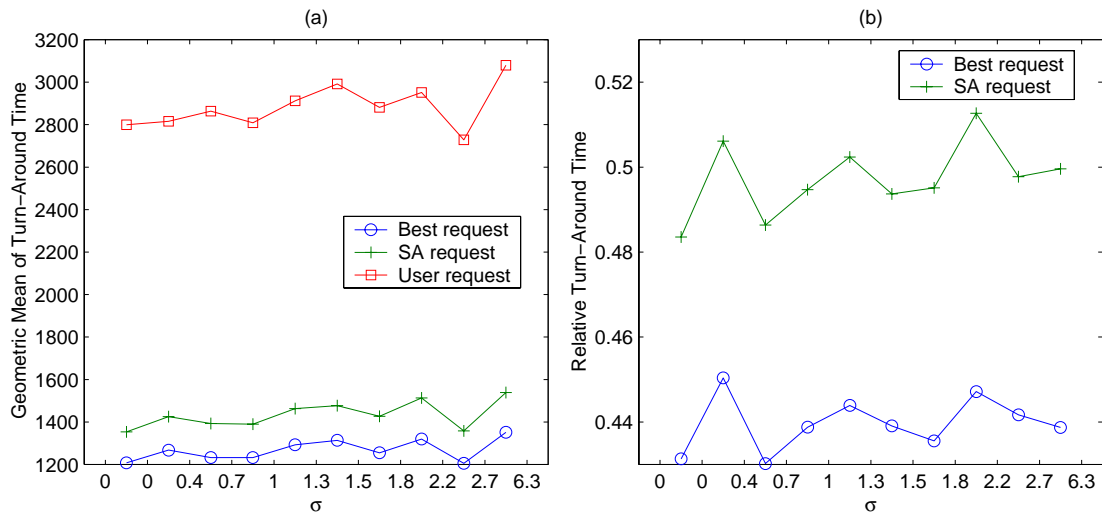 (a)
3200
3000
2800
2600
2400
2200
2000
1800
1600
1400
1200
Geometric Mean of Turn−Around Time
Best request
SA request
User request
0 0 0.7 1 1.3 1.5 1.8 2 2.7 6.3
σ
(b)
0.52
0.5
0.48
0.46
0.44
Relative Turn−Around Time
Best request
SA request
0 0 0.4 0.7 1 1.3 1.5 1.8 2.2 2.7 6.3
σ